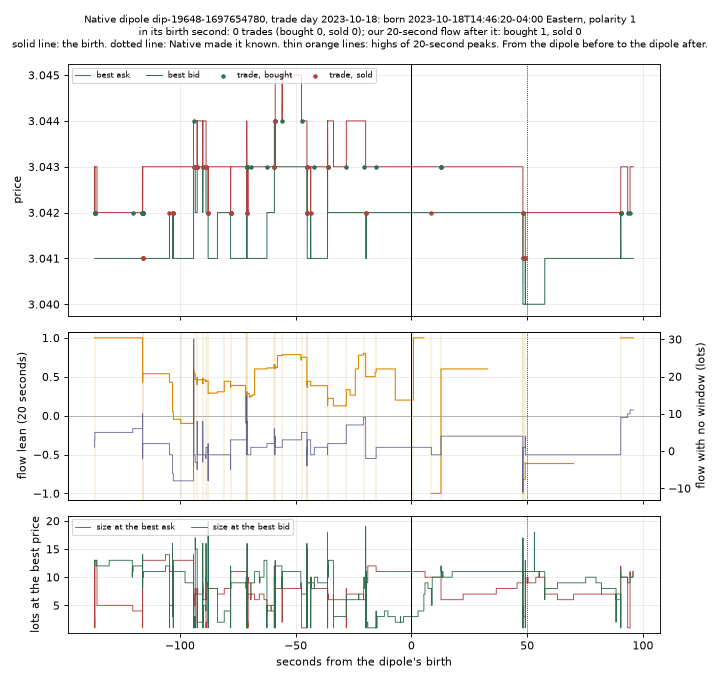 Native dipole dip-19648-1697654780, trade day 2023-10-18: born 2023-10-18T14:46:20-04:00 Eastern, polarity 1
in its birth second: 0 trades (bought 0, sold 0); our 20-second flow after it: bought 1, sold 0
solid line: the birth. dotted line: Native made it known. thin orange lines: highs of 20-second peaks. From the dipole before to the dipole after.
best ask best bid trade, bought trade, sold
3.045
3.044
3.043
3.042
3.041
3.040
price
1.0
0.5
0.0
−0.5
−1.0
flow lean (20 seconds)
30
20
10
0
−10
flow with no window (lots)
size at the best ask size at the best bid
20
15
10
5
lots at the best price
−100 −50 0 50 100
seconds from the dipole's birth